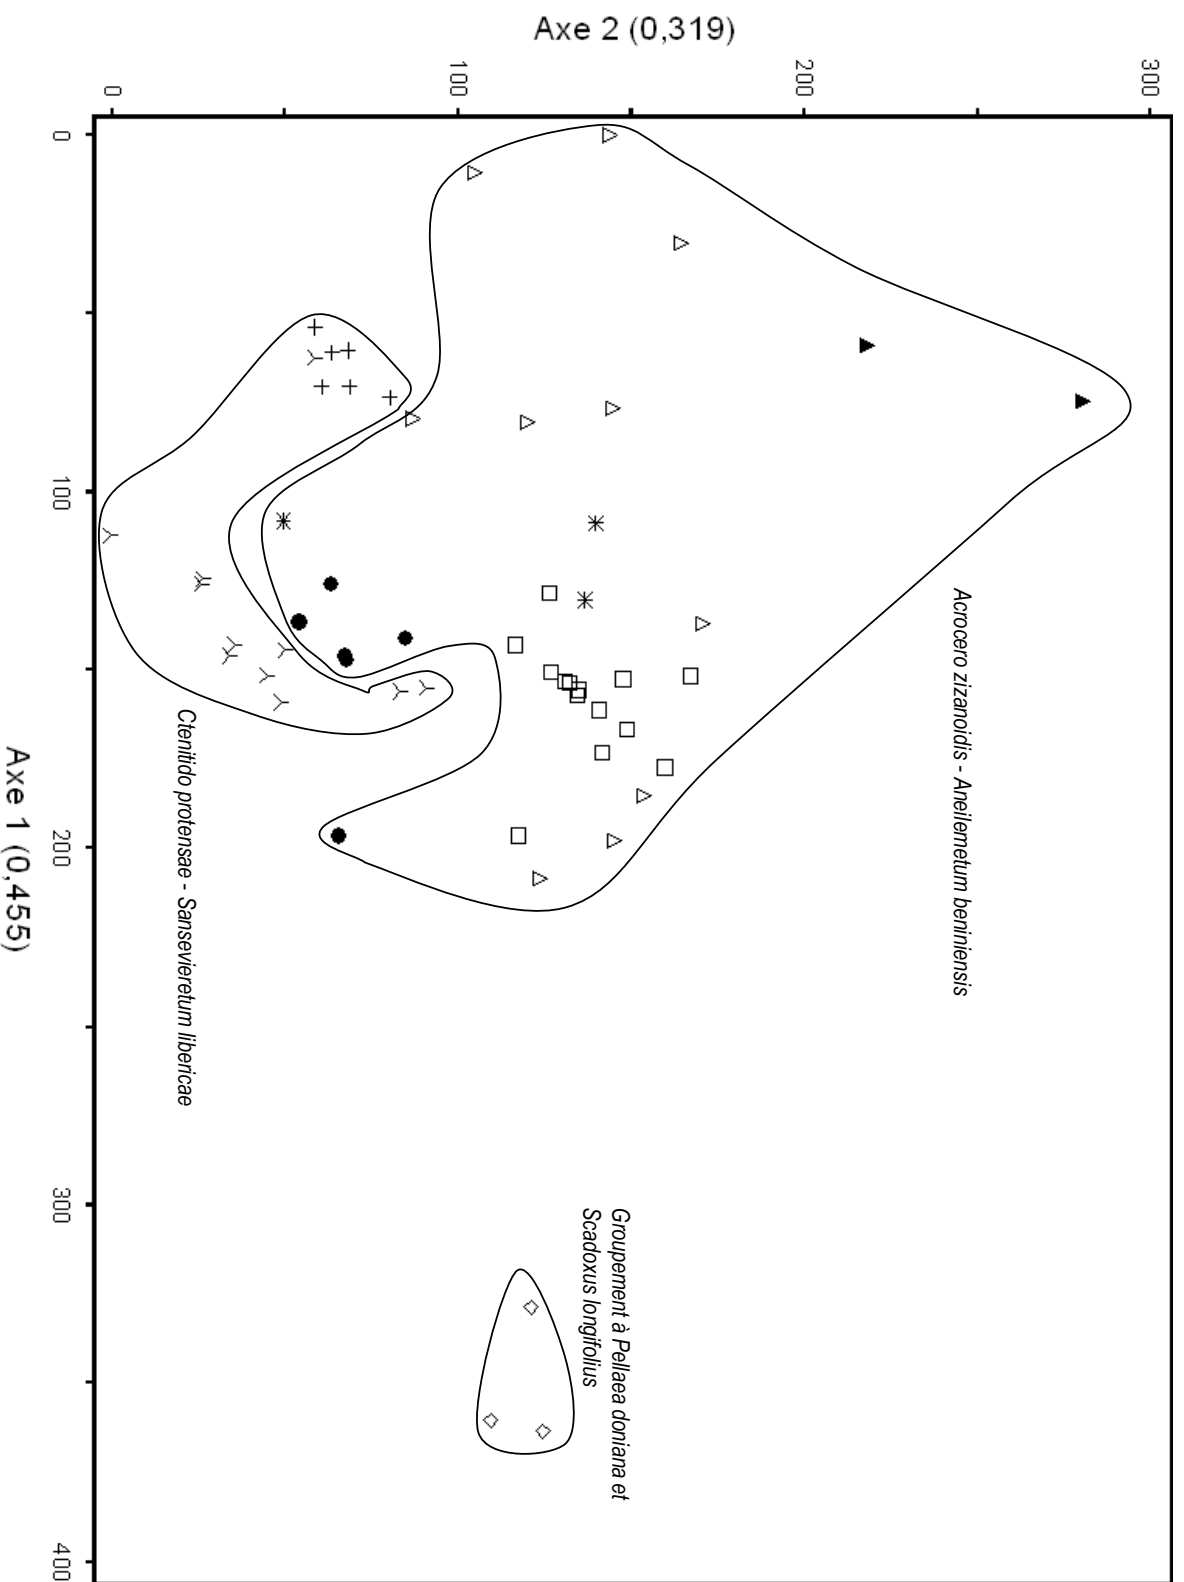 Axe 2 (0,319)
0
100
200
300
0
100
200
300
400
Acrocero zizanoidis - Aneilemetum beniniensis
Ctenitido protensae - Sansevieretum libericae
Groupement à Pellaea doniana et
Scadoxus longifolius
Axe 1 (0,455)